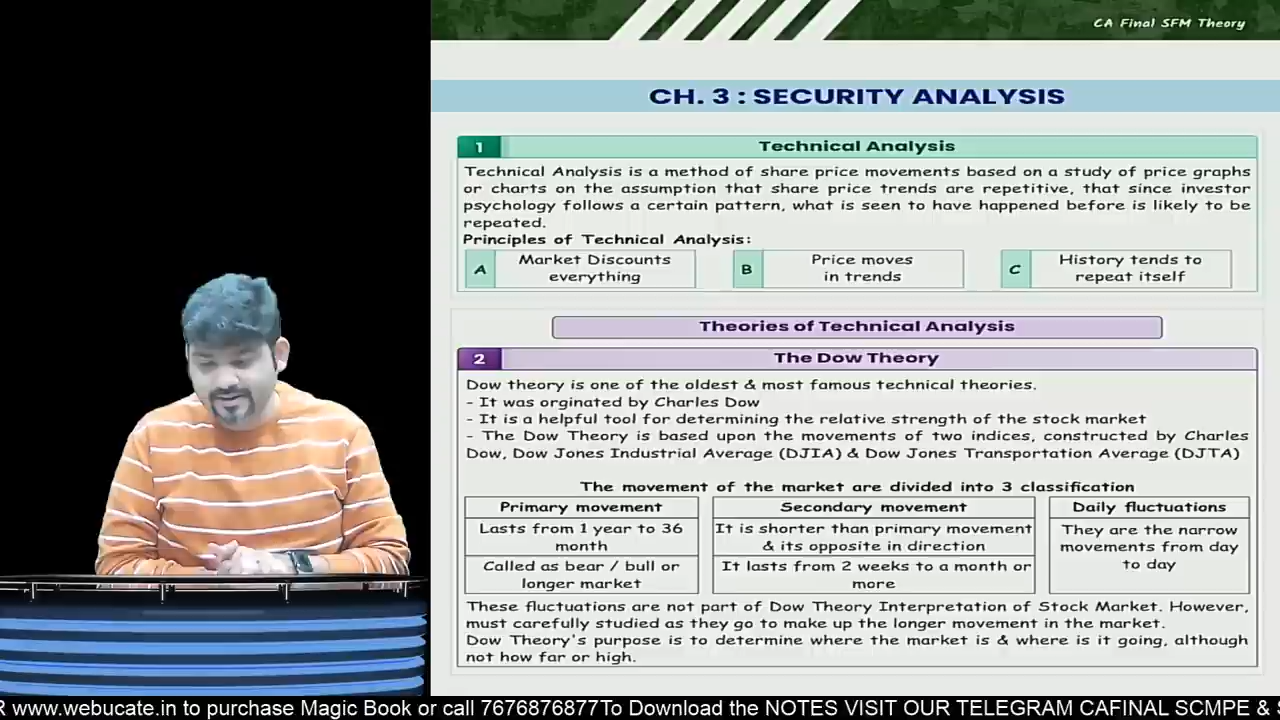 CA Final SFM Theory
CH. 3 : SECURITY ANALYSIS
1 Technical Analysis
Technical Analysis is a method of share price movements based on a study of price graphs
or charts on the assumption that share price trends are repetitive, that since investor
psychology follows a certain pattern, what is seen to have happened before is likely to be
repeated.
Principles of Technical Analysis:
A Market Discounts
everything
B Price moves
in trends
C History tends to
repeat itself
Theories of Technical Analysis
2 The Dow Theory
Dow theory is one of the oldest & most famous technical theories.
- It was orginated by Charles Dow
- It is a helpful tool for determining the relative strength of the stock market
- The Dow Theory is based upon the movements of two indices, constructed by Charles
Dow, Dow Jones Industrial Average (DJIA) & Dow Jones Transportation Average (DJTA)
The movement of the market are divided into 3 classification
Primary movement
Lasts from 1 year to 36
month
Called as bear / bull or
longer market
Secondary movement
It is shorter than primary movement
& its opposite in direction
It lasts from 2 weeks to a month or
more
Daily fluctuations
They are the narrow
movements from day
to day
These fluctuations are not part of Dow Theory Interpretation of Stock Market. However,
must carefully studied as they go to make up the longer movement in the market.
Dow Theory's purpose is to determine where the market is & where is it going, although
not how far or high.
R www.webucate.in to purchase Magic Book or call 7676876877To Download the NOTES VISIT OUR TELEGRAM CAFINAL SCMPE &